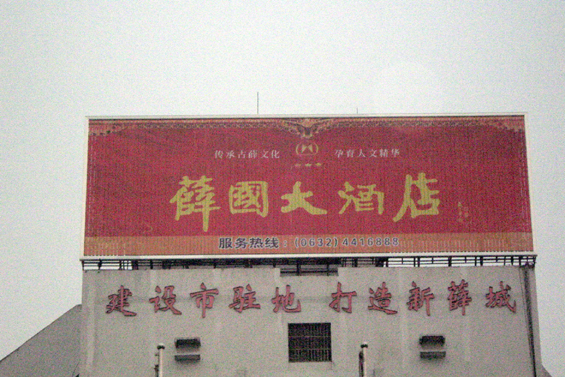 传承古薛文化 孕育人文精华
薛國大酒店
服务热线：(0632)4416888
建设市驻地 打造新薛城